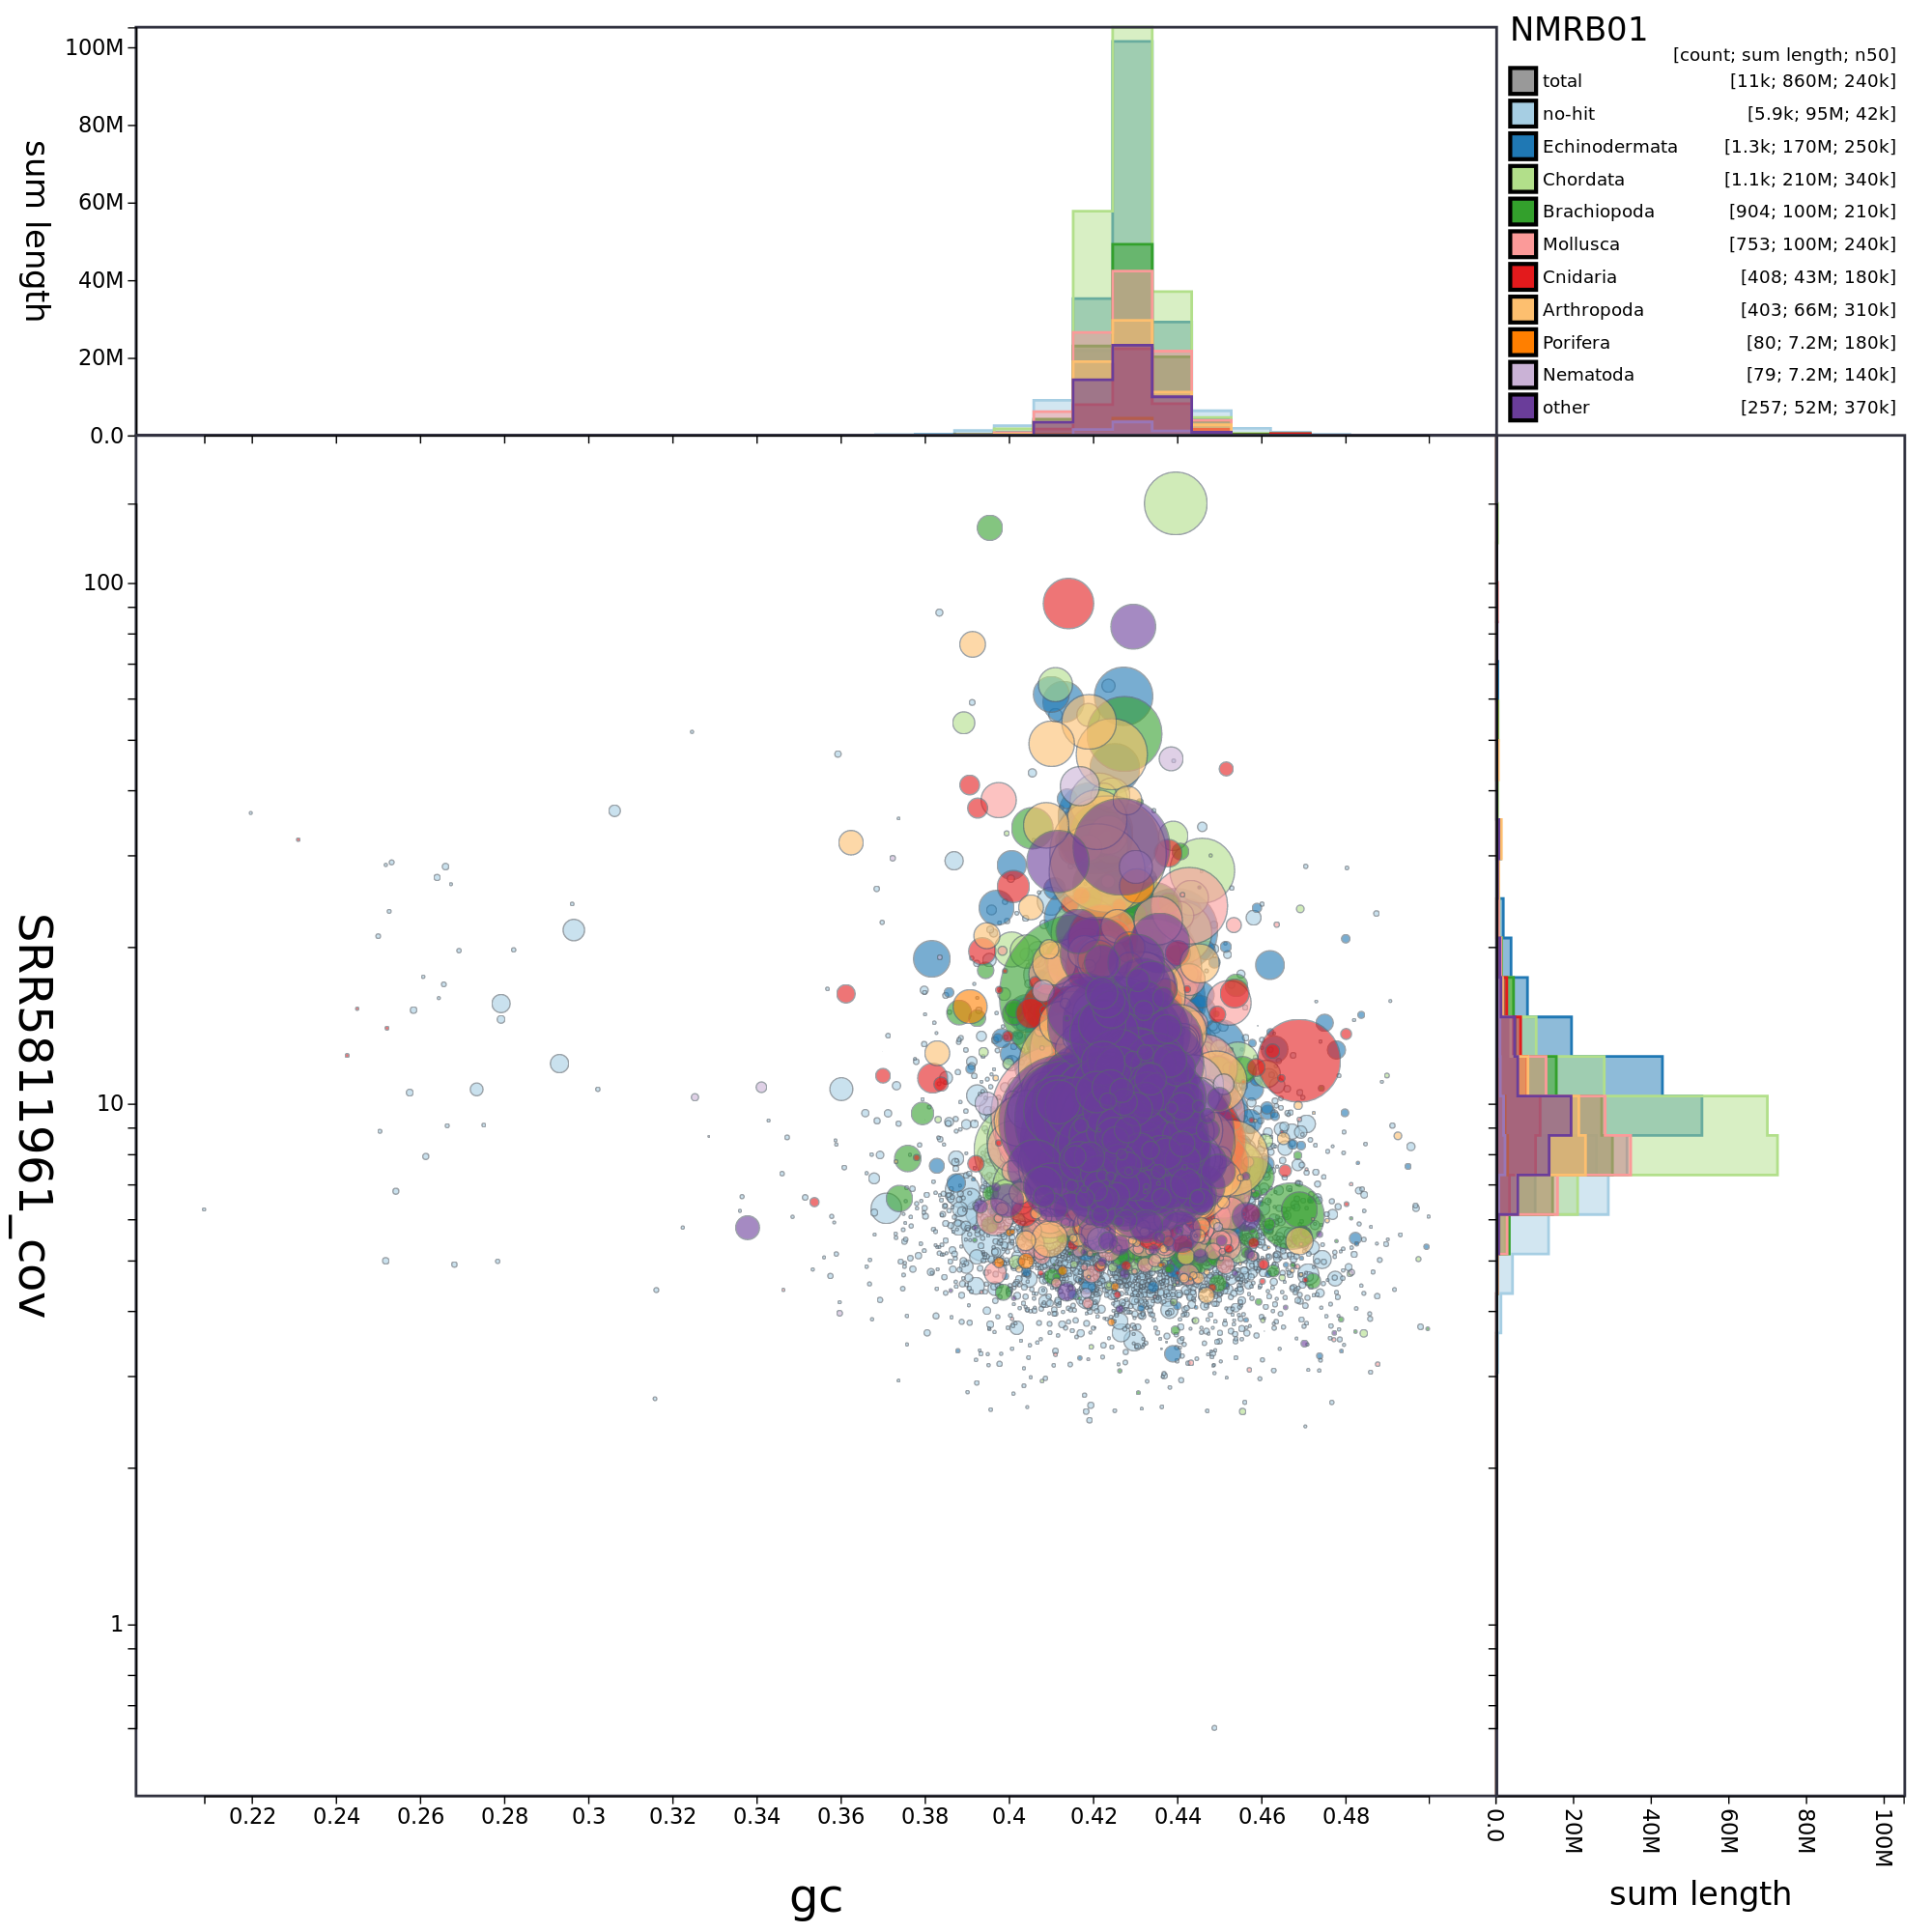 NMRB01
[count; sum length; n50]
total [11k; 860M; 240k]
no-hit [5.9k; 95M; 42k]
Echinodermata [1.3k; 170M; 250k]
Chordata [1.1k; 210M; 340k]
Brachiopoda [904; 100M; 210k]
Mollusca [753; 100M; 240k]
Cnidaria [408; 43M; 180k]
Arthropoda [403; 66M; 310k]
Porifera [80; 7.2M; 180k]
Nematoda [79; 7.2M; 140k]
other [257; 52M; 370k]
sum length
100M
80M
60M
40M
20M
0.0
SRR5811961_cov
100
10
1
0.22 0.24 0.26 0.28 0.3 0.32 0.34 0.36 0.38 0.4 0.42 0.44 0.46 0.48
gc
0.0 20M 40M 60M 80M 100M
sum length